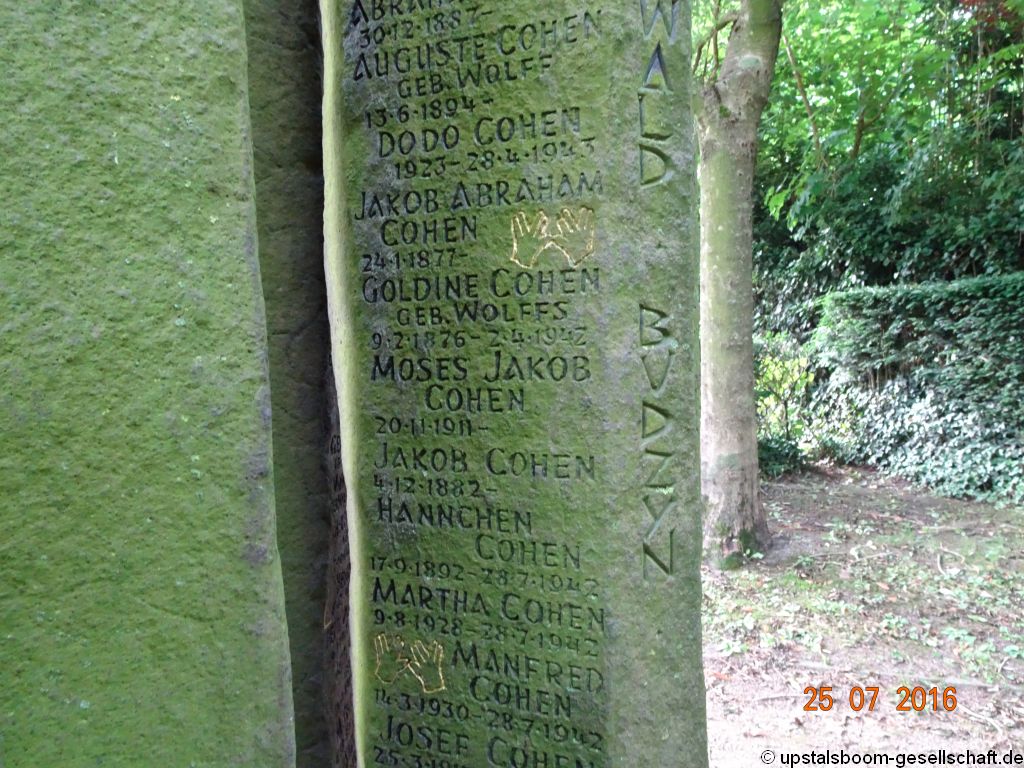 30·12·1887-
AUGUSTE COHEN
GEB. WOLFF
13·6·1894-
DODO COHEN
1923-28·4·1943
JAKOB ABRAHAM
COHEN
24·1·1877-
GOLDINE COHEN
GEB. WOLFFS
9·2·1876-2·4·1942
MOSES JAKOB
COHEN
20·11·1911-
JAKOB COHEN
4·12·1882-
HANNCHEN
COHEN
17·9·1892-28·7·1942
MARTHA COHEN
9·8·1928-28·7·1942
MANFRED
COHEN
14·3·1930-28·7·1942
JOSEF COHEN
WALD
BUDZYN
25 07 2016
© upstalsboom-gesellschaft.de